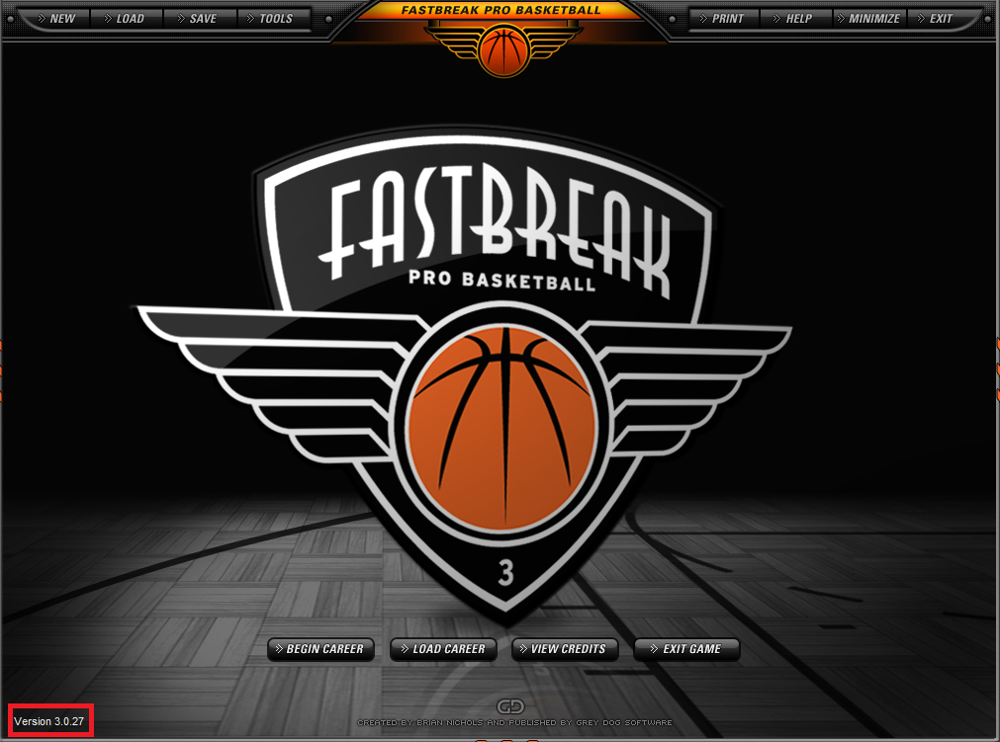 NEW
LOAD
SAVE
TOOLS
FASTBREAK PRO BASKETBALL
PRINT
HELP
MINIMIZE
EXIT
FASTBREAK
PRO BASKETBALL
3
BEGIN CAREER
LOAD CAREER
VIEW CREDITS
EXIT GAME
GD
Version 3.0.27
CREATED BY BRIAN NICHOLS AND PUBLISHED BY GREY DOG SOFTWARE